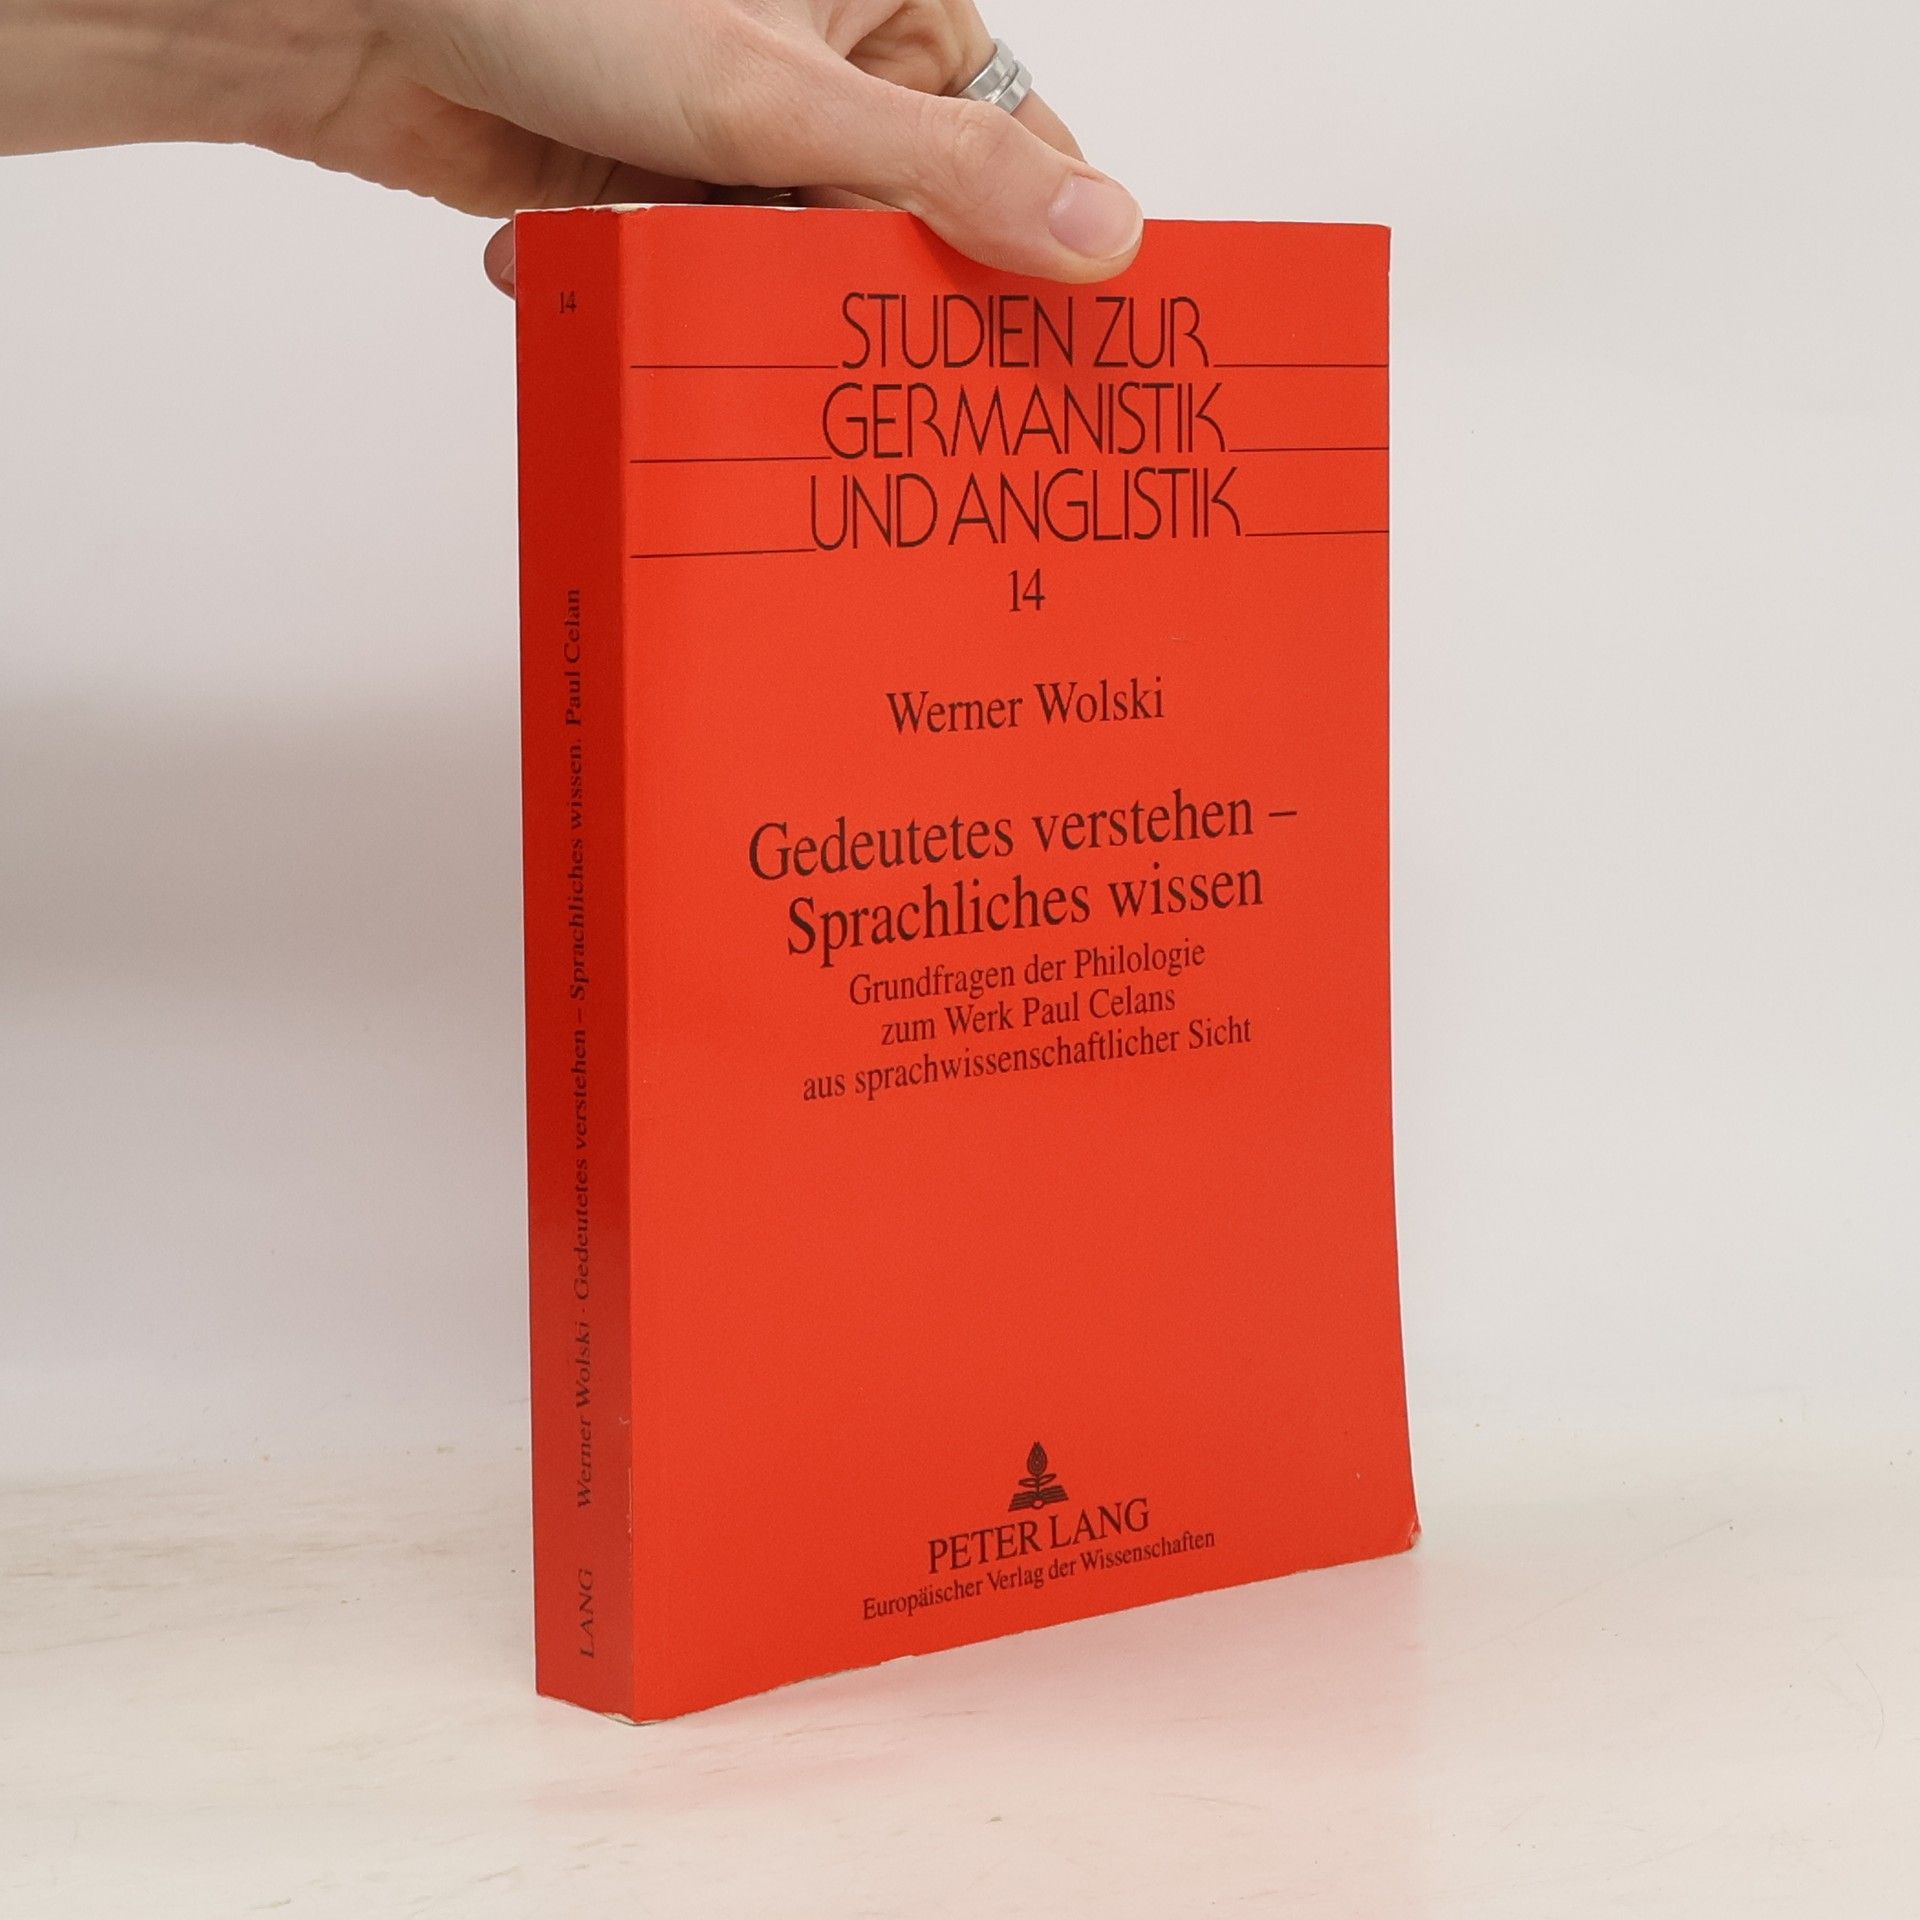 14
Werner Wolski · Gedeutetes verstehen – Sprachliches wissen. Paul Celan
LANG
STUDIEN ZUR
GERMANISTIK
UND ANGLISTIK
14
Werner Wolski
Gedeutetes verstehen –
Sprachliches wissen
Grundfragen der Philologie
zum Werk Paul Celans
aus sprachwissenschaftlicher Sicht
PETER LANG
Europäischer Verlag der Wissenschaften